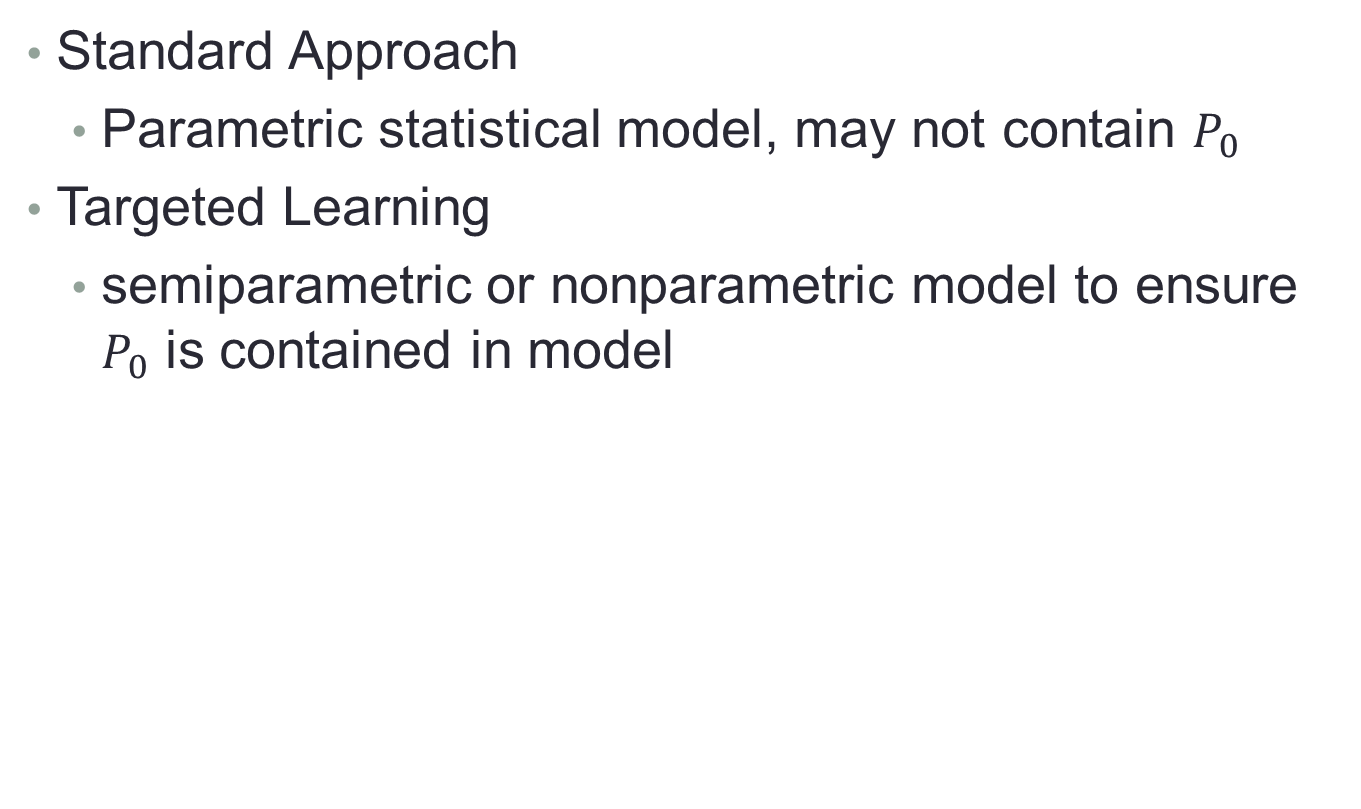 • Standard Approach
• Parametric statistical model, may not contain P₀
• Targeted Learning
• semiparametric or nonparametric model to ensure
P₀ is contained in model